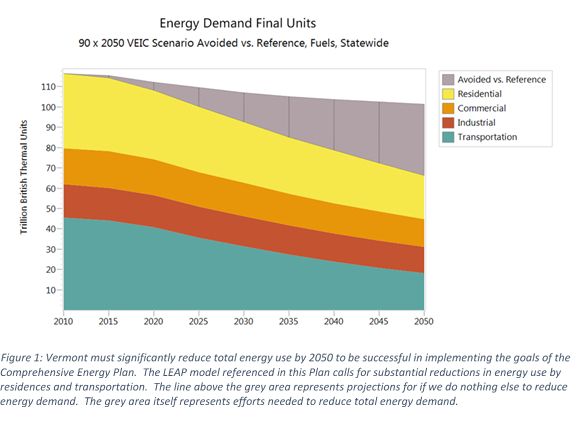 Energy Demand Final Units
90 x 2050 VEIC Scenario Avoided vs. Reference, Fuels, Statewide
Trillion British Thermal Units
110
100
90
80
70
60
50
40
30
20
10
2010 2015 2020 2025 2030 2035 2040 2045 2050
Avoided vs. Reference
Residential
Commercial
Industrial
Transportation
Figure 1: Vermont must significantly reduce total energy use by 2050 to be successful in implementing the goals of the
Comprehensive Energy Plan. The LEAP model referenced in this Plan calls for substantial reductions in energy use by
residences and transportation. The line above the grey area represents projections for if we do nothing else to reduce
energy demand. The grey area itself represents efforts needed to reduce total energy demand.